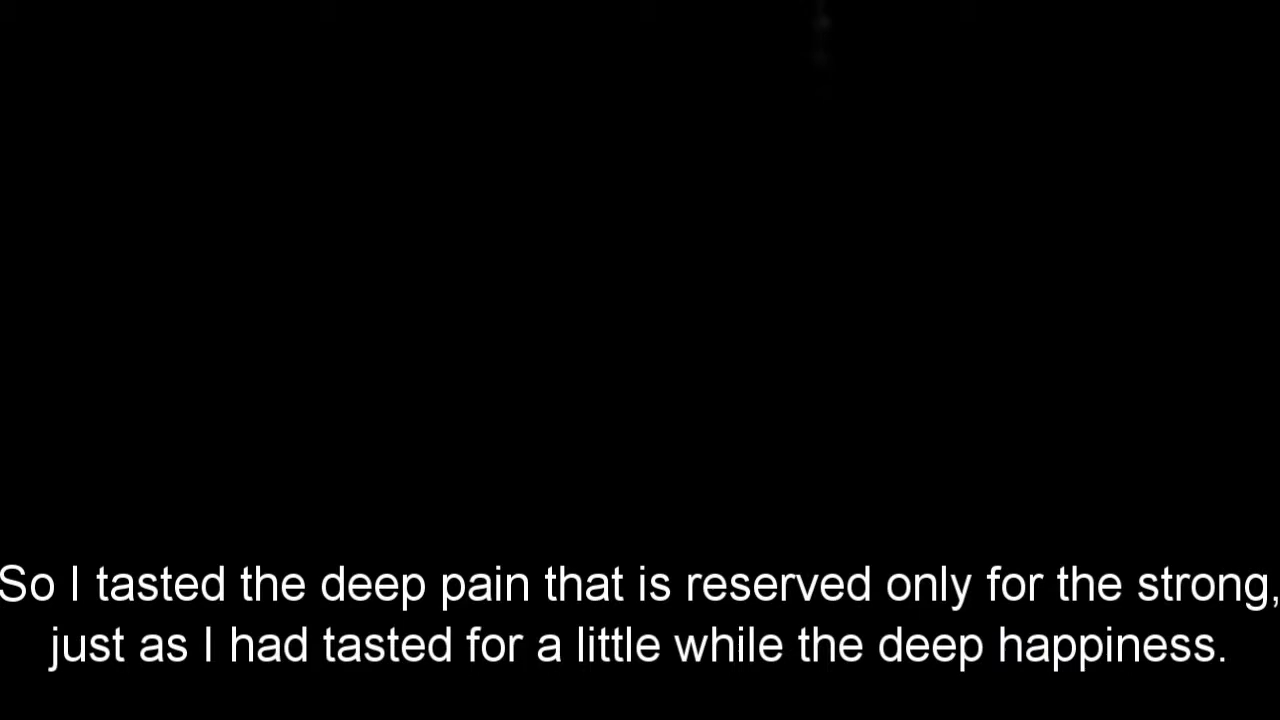 So I tasted the deep pain that is reserved only for the strong,
just as I had tasted for a little while the deep happiness.